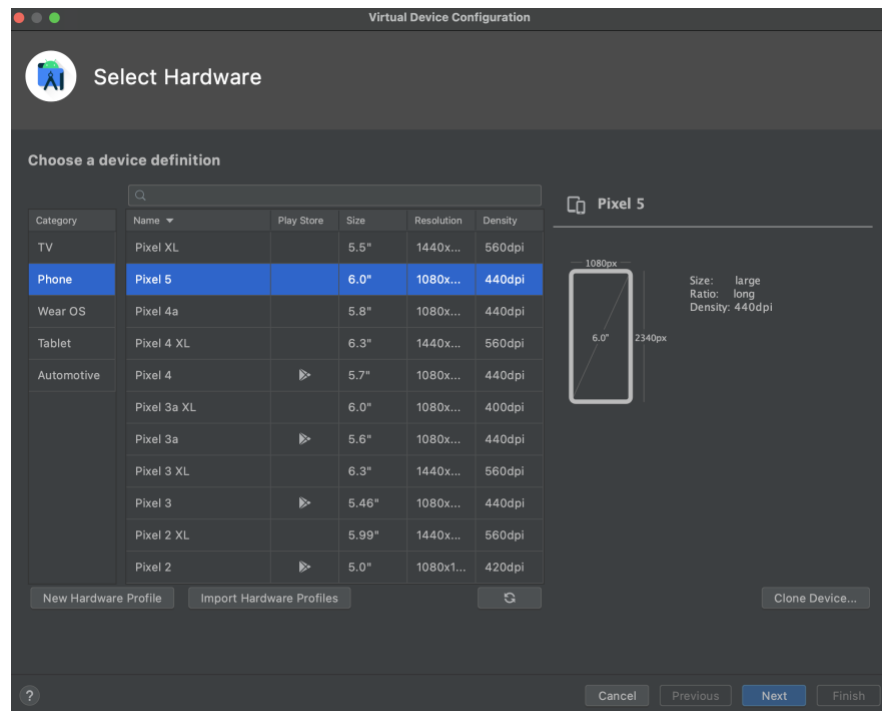 Virtual Device Configuration
Select Hardware
Choose a device definition
Category Name Play Store Size Resolution Density
TV Pixel XL 5.5" 1440x... 560dpi
Phone Pixel 5 6.0" 1080x... 440dpi
Wear OS Pixel 4a 5.8" 1080x... 440dpi
Tablet Pixel 4 XL 6.3" 1440x... 560dpi
Automotive Pixel 4 5.7" 1080x... 440dpi
Pixel 3a XL 6.0" 1080x... 400dpi
Pixel 3a 5.6" 1080x... 440dpi
Pixel 3 XL 6.3" 1440x... 560dpi
Pixel 3 5.46" 1080x... 440dpi
Pixel 2 XL 5.99" 1440x... 560dpi
Pixel 2 5.0" 1080x1... 420dpi
Pixel 5
1080px
6.0"
2340px
Size: large
Ratio: long
Density: 440dpi
New Hardware Profile Import Hardware Profiles Clone Device...
? Cancel Previous Next Finish